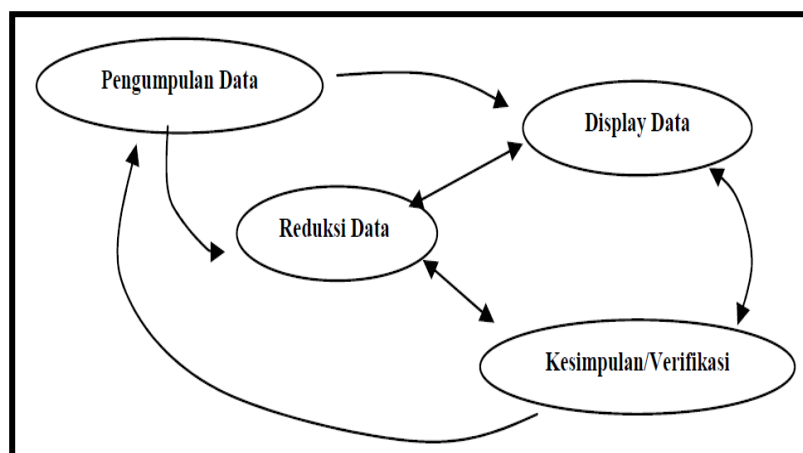 Pengumpulan Data
Display Data
Reduksi Data
Kesimpulan/Verifikasi